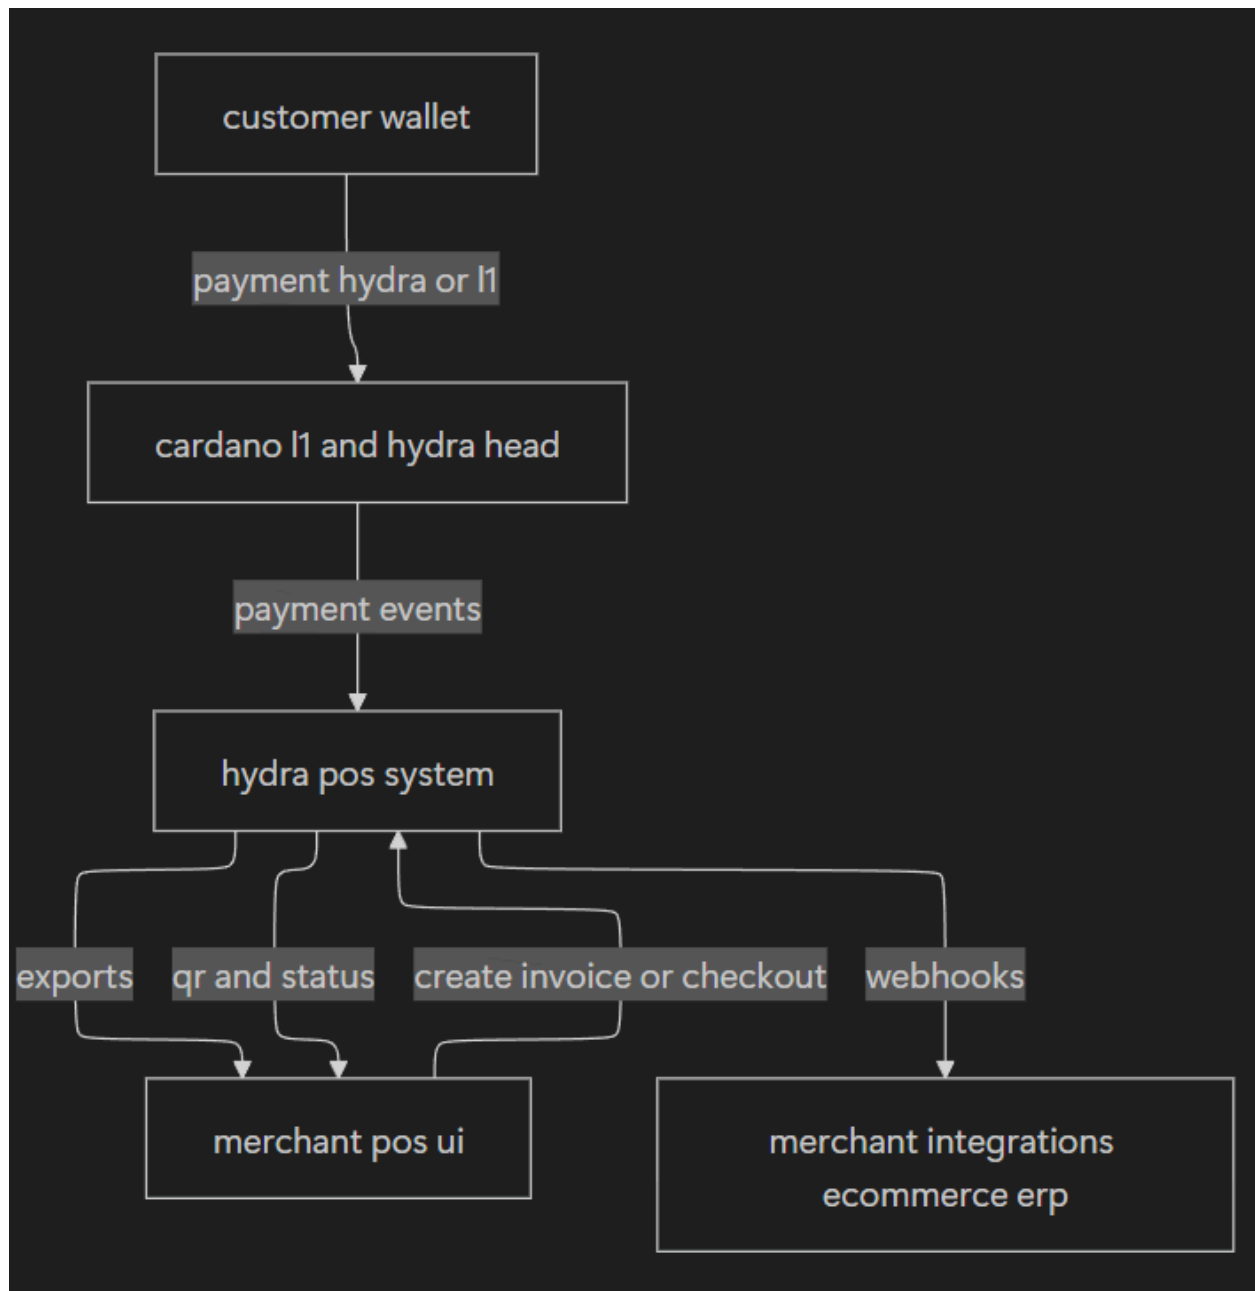 customer wallet
payment hydra or l1
cardano l1 and hydra head
payment events
hydra pos system
exports
qr and status
create invoice or checkout
webhooks
merchant pos ui
merchant integrations
ecommerce erp